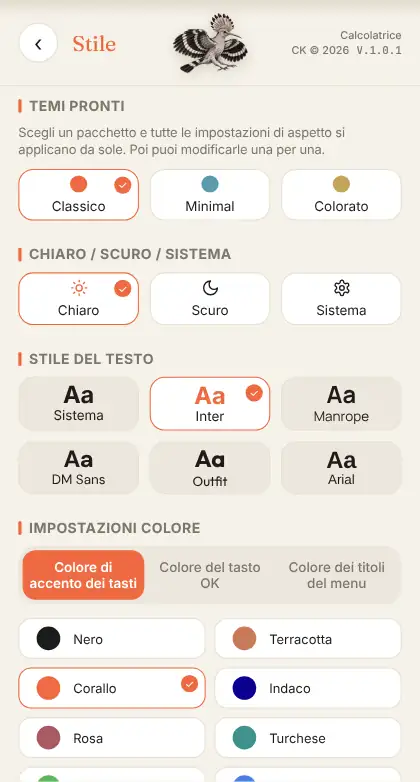 Stile
Calcolatrice
CK © 2026 V.1.0.1
TEMI PRONTI
Scegli un pacchetto e tutte le impostazioni di aspetto si
applicano da sole. Poi puoi modificarle una per una.
Classico
Minimal
Colorato
CHIARO / SCURO / SISTEMA
Chiaro
Scuro
Sistema
STILE DEL TESTO
Aa
Sistema
Aa
Inter
Aa
Manrope
Aa
DM Sans
Aa
Outfit
Aa
Arial
IMPOSTAZIONI COLORE
Colore di
accento dei tasti
Colore del tasto
OK
Colore dei titoli
del menu
Nero
Terracotta
Corallo
Indaco
Rosa
Turchese